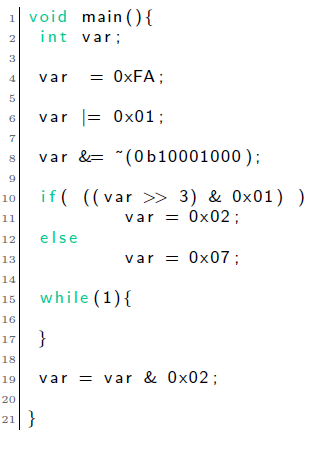 1 void main(){
2 int var;
3
4 var = 0xFA;
5
6 var |= 0x01;
7
8 var &= ~(0b10001000);
9
10 if( ((var >> 3) & 0x01) )
11 var = 0x02;
12 else
13 var = 0x07;
14
15 while(1){
16
17 }
18
19 var = var & 0x02;
20
21 }